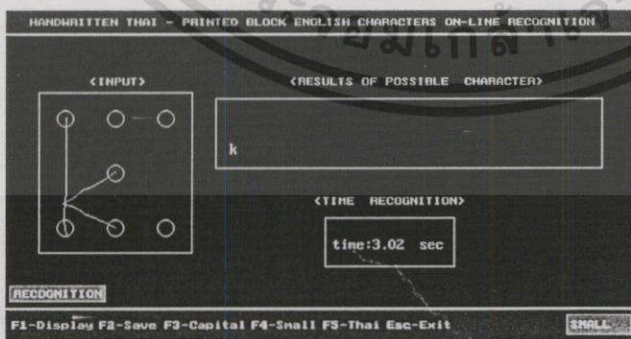 HANDWRITTEN THAI - PRINTED BLOCK ENGLISH CHARACTERS ON-LINE RECOGNITION
<INPUT>
<RESULTS OF POSSIBLE CHARACTER>
k
<TIME RECOGNITION>
time:3.02 sec
RECOGNITION
F1-Display F2-Save F3-Capital F4-Small F5-Thai Esc-Exit
SMALL